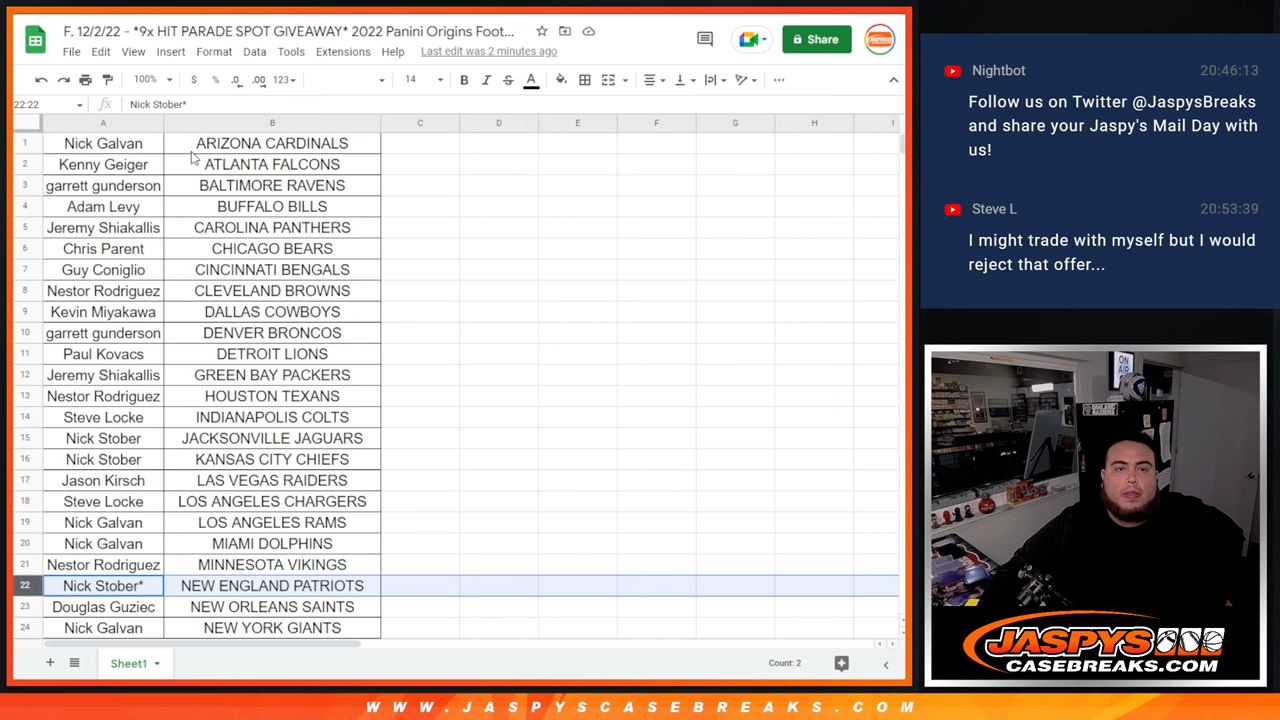 F. 12/2/22 - *9x HIT PARADE SPOT GIVEAWAY* 2022 Panini Origins Foot...
File Edit View Format Data Tools Extensions Help Last edit was 2 minutes ago
Share
100% $ % .0 .00 123 14 B I S A
22:22 fx Nick Stober*
A B C D E F G H I
1 Nick Galvan ARIZONA CARDINALS
2 Kenny Geiger ATLANTA FALCONS
3 garrett gunderson BALTIMORE RAVENS
4 Adam Levy BUFFALO BILLS
5 Jeremy Shiakallis CAROLINA PANTHERS
6 Chris Parent CHICAGO BEARS
7 Guy Coniglio CINCINNATI BENGALS
8 Nestor Rodriguez CLEVELAND BROWNS
9 Kevin Miyakawa DALLAS COWBOYS
10 garrett gunderson DENVER BRONCOS
11 Paul Kovacs DETROIT LIONS
12 Jeremy Shiakallis GREEN BAY PACKERS
13 Nestor Rodriguez HOUSTON TEXANS
14 Steve Locke INDIANAPOLIS COLTS
15 Nick Stober JACKSONVILLE JAGUARS
16 Nick Stober KANSAS CITY CHIEFS
17 Jason Kirsch LAS VEGAS RAIDERS
18 Steve Locke LOS ANGELES CHARGERS
19 Nick Galvan LOS ANGELES RAMS
20 Nick Galvan MIAMI DOLPHINS
21 Nestor Rodriguez MINNESOTA VIKINGS
22 Nick Stober* NEW ENGLAND PATRIOTS
23 Douglas Guziec NEW ORLEANS SAINTS
24 Nick Galvan NEW YORK GIANTS
Sheet1
Count: 2
Nightbot 20:46:13
Follow us on Twitter @JaspysBreaks
and share your Jaspy's Mail Day with
us!
Steve L 20:53:39
I might trade with myself but I would
reject that offer...
ON
AIR
JASPYS
CASEBREAKS.COM
WWW.JASPYSCASEBREAKS.COM